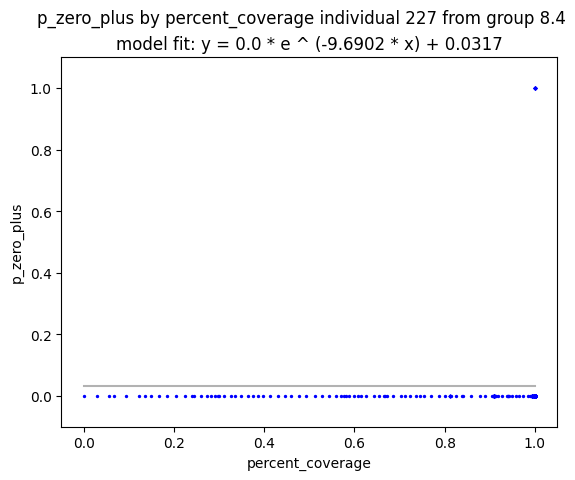 p_zero_plus by percent_coverage individual 227 from group 8.4
model fit: y = 0.0 * e ^ (-9.6902 * x) + 0.0317
1.0
0.8
0.6
0.4
0.2
0.0
p_zero_plus
0.0 0.2 0.4 0.6 0.8 1.0
percent_coverage